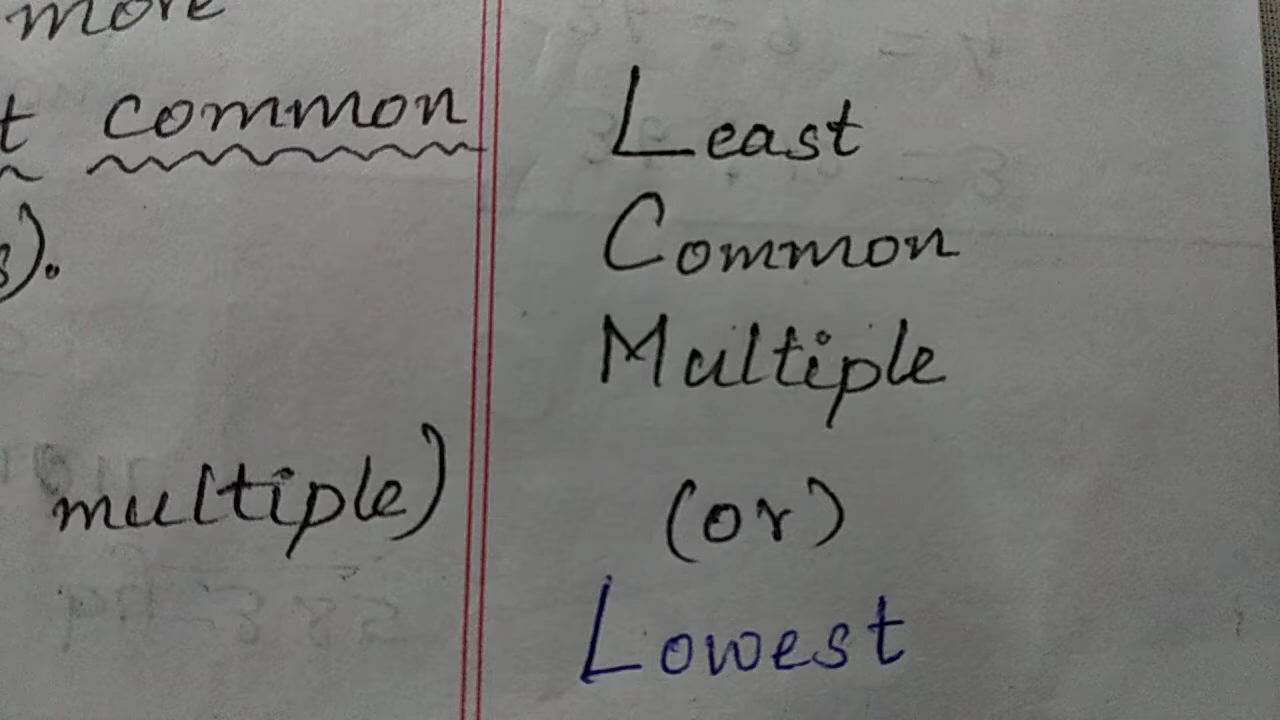 more
t common
s).
multiple)
Least
Common
Multiple
(or)
Lowest